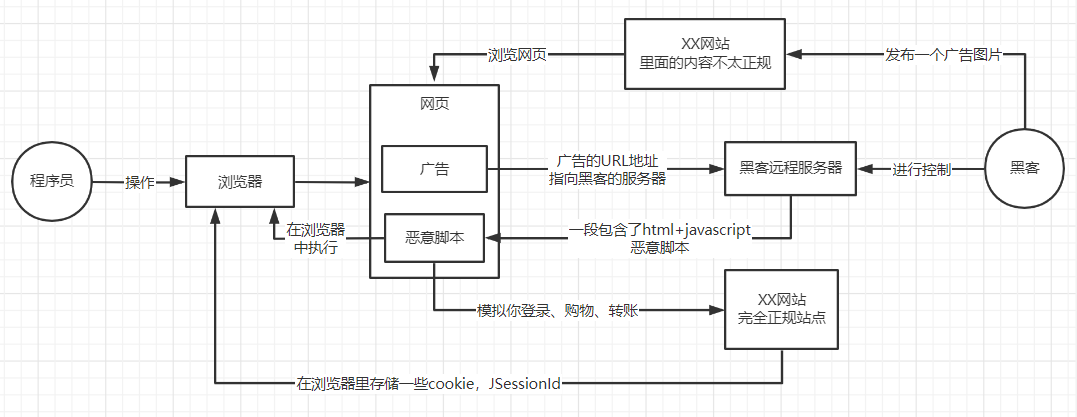 XX网站
里面的内容不太正规
浏览网页
发布一个广告图片
网页
程序员
操作
浏览器
广告
广告的URL地址
指向黑客的服务器
黑客远程服务器
进行控制
黑客
在浏览器
中执行
恶意脚本
一段包含了html+javascript
恶意脚本
模拟你登录、购物、转账
XX网站
完全正规站点
在浏览器里存储一些cookie，JSessionId